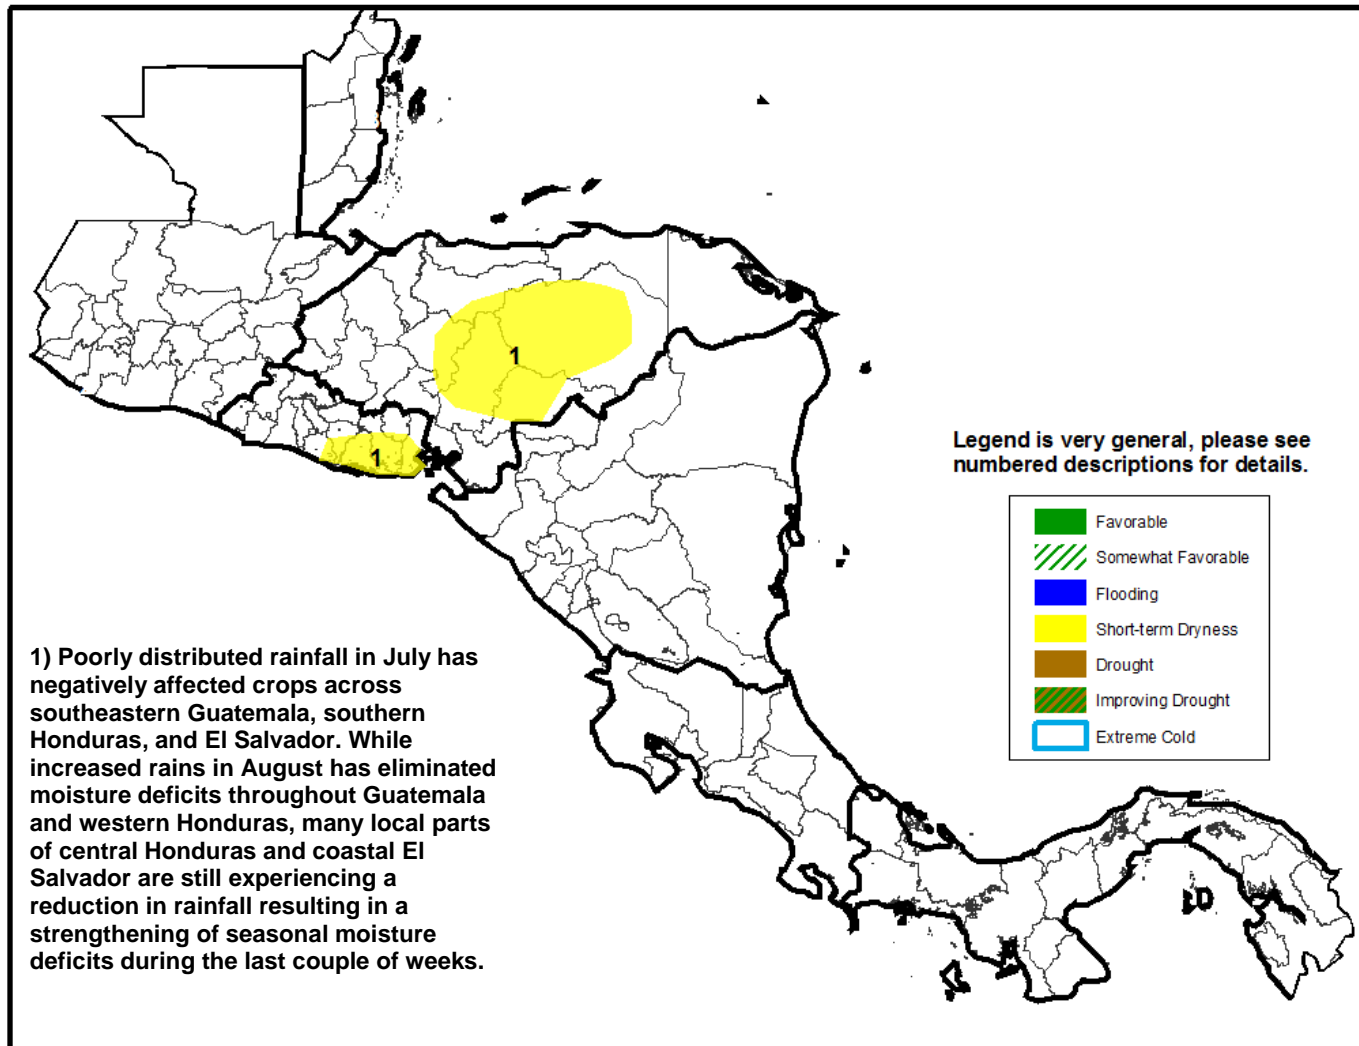 1
1
Legend is very general, please see
numbered descriptions for details.
Favorable
Somewhat Favorable
Flooding
Short-term Dryness
Drought
Improving Drought
Extreme Cold
1) Poorly distributed rainfall in July has
negatively affected crops across
southeastern Guatemala, southern
Honduras, and El Salvador. While
increased rains in August has eliminated
moisture deficits throughout Guatemala
and western Honduras, many local parts
of central Honduras and coastal El
Salvador are still experiencing a
reduction in rainfall resulting in a
strengthening of seasonal moisture
deficits during the last couple of weeks.